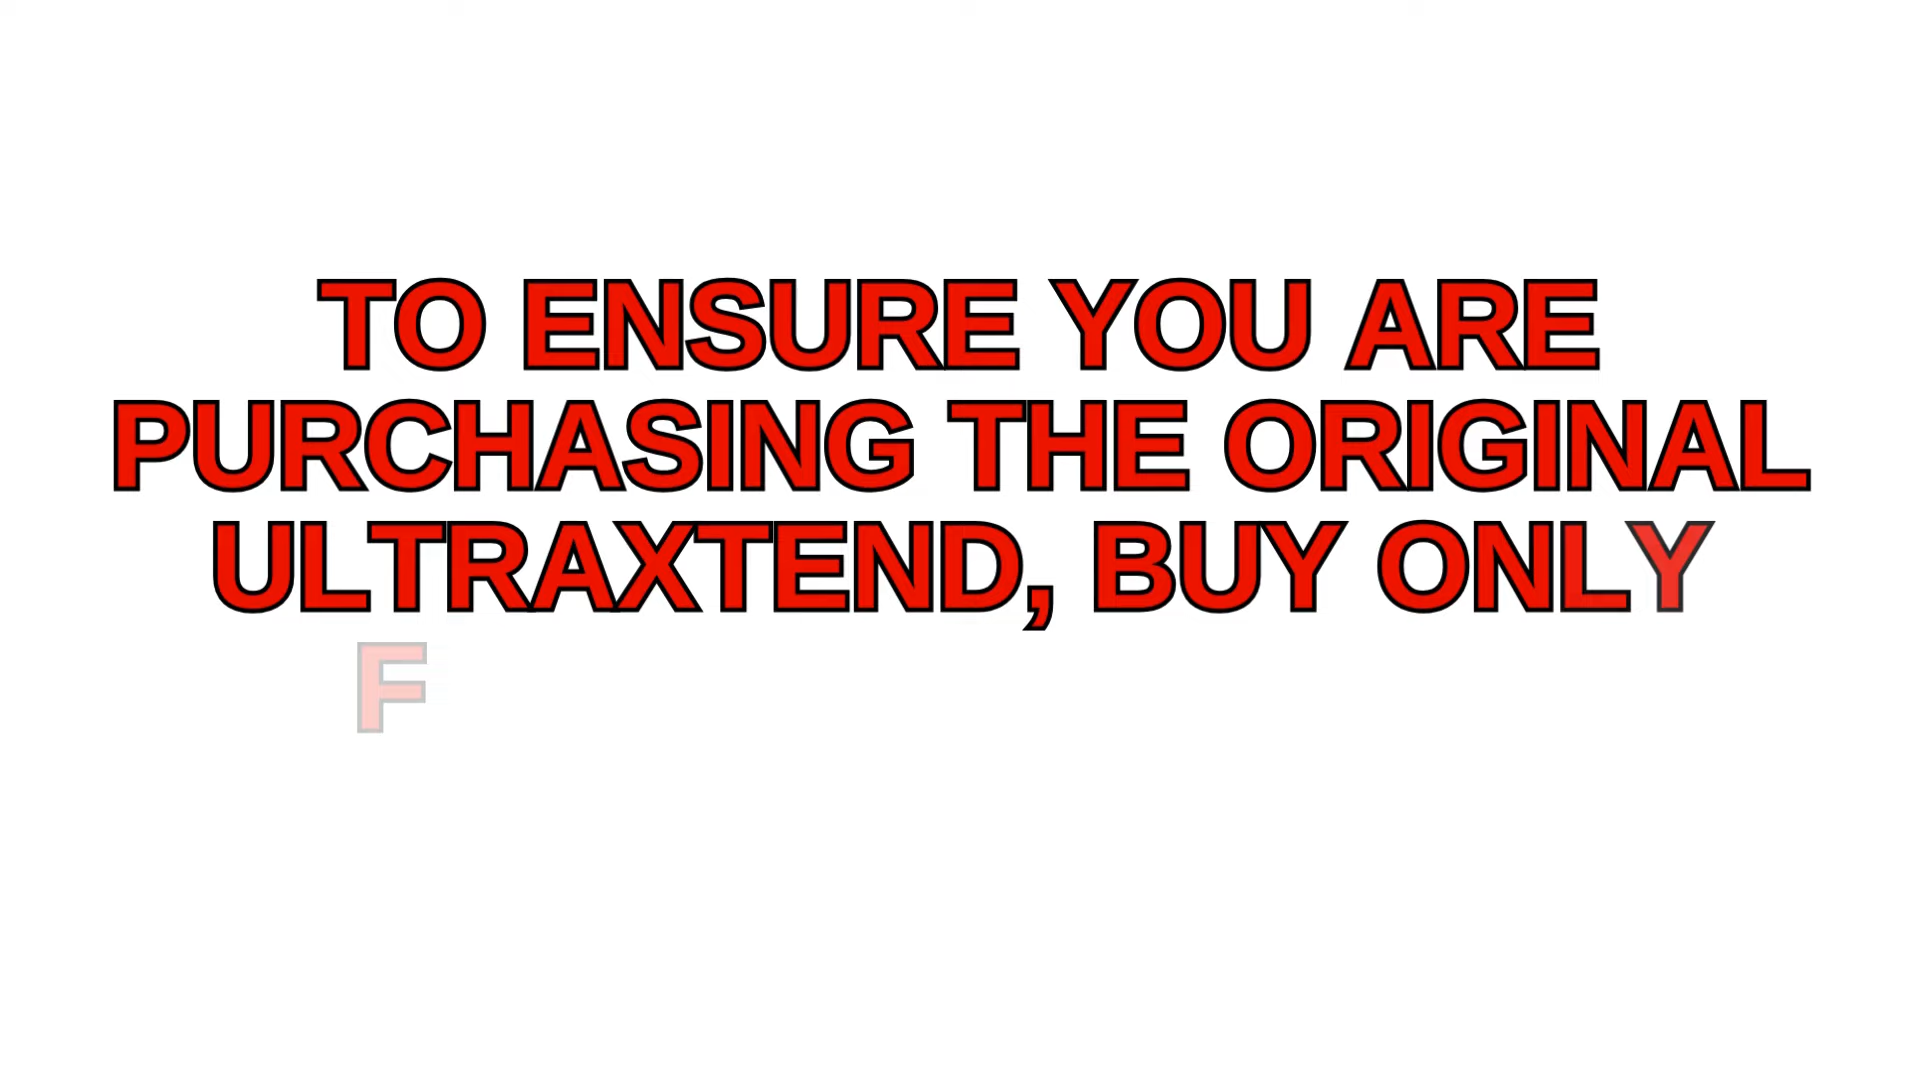 TO ENSURE YOU ARE
PURCHASING THE ORIGINAL
ULTRAXTEND, BUY ONLY
F